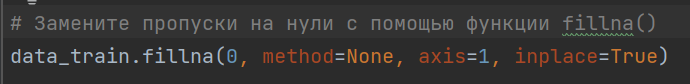 # Замените пропуски на нули с помощью функции fillna()
data_train.fillna(0, method=None, axis=1, inplace=True)